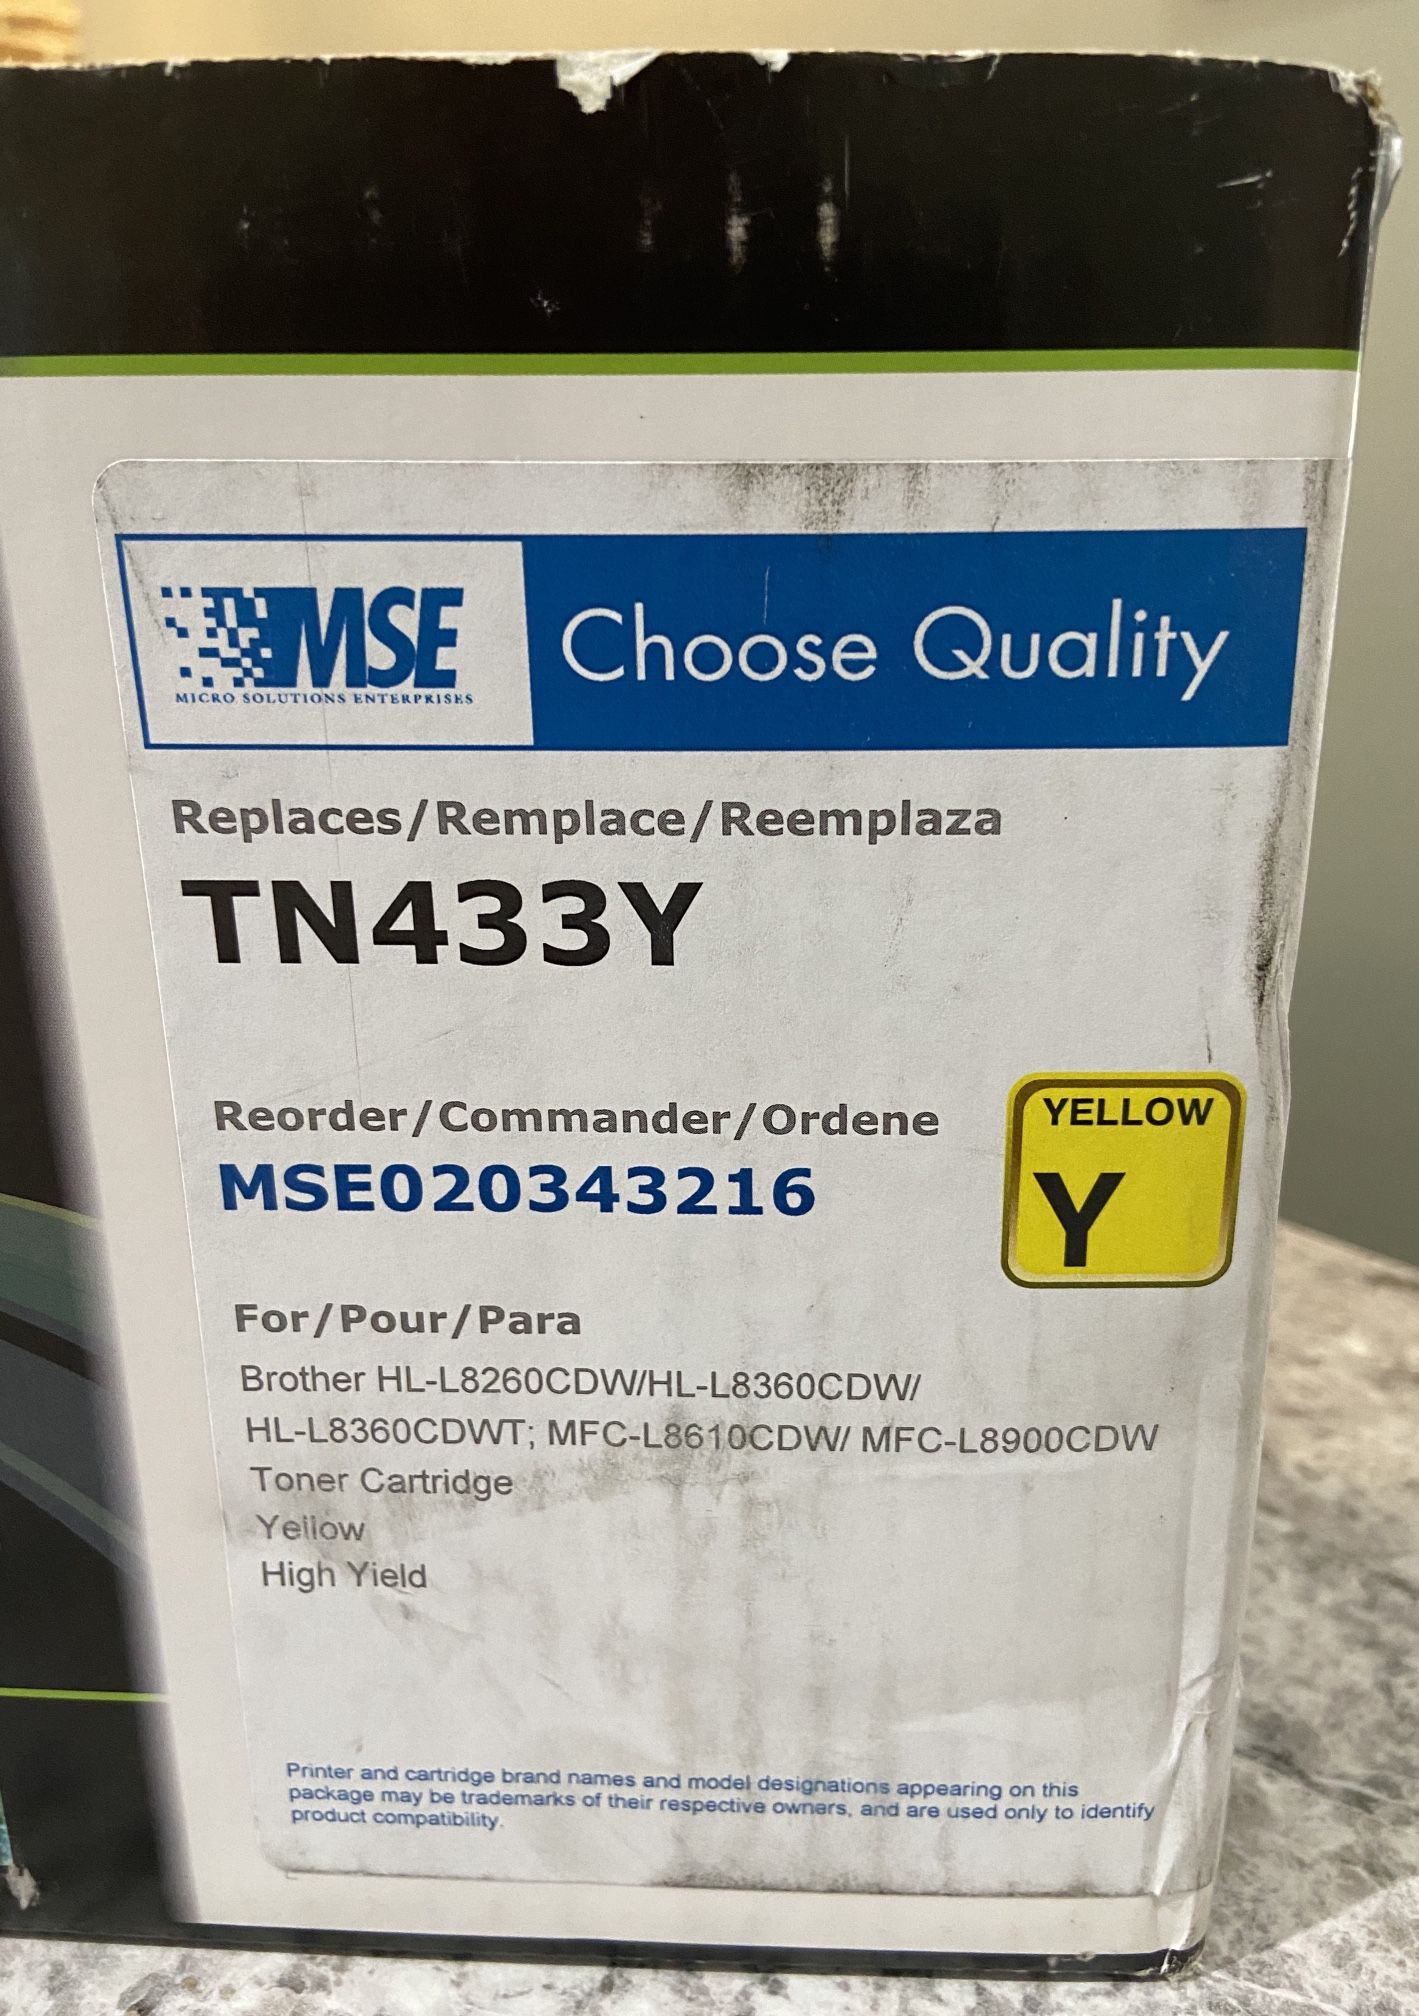 MSE Choose Quality
MICRO SOLUTIONS ENTERPRISES
Replaces/Remplace/Reemplaza
TN433Y
Reorder/Commander/Ordene
MSE020343216
YELLOW
Y
For/Pour/Para
Brother HL-L8260CDW/HL-L8360CDW/
HL-L8360CDWT; MFC-L8610CDW/ MFC-L8900CDW
Toner Cartridge
Yellow
High Yield
Printer and cartridge brand names and model designations appearing on this
package may be trademarks of their respective owners, and are used only to identify
product compatibility.